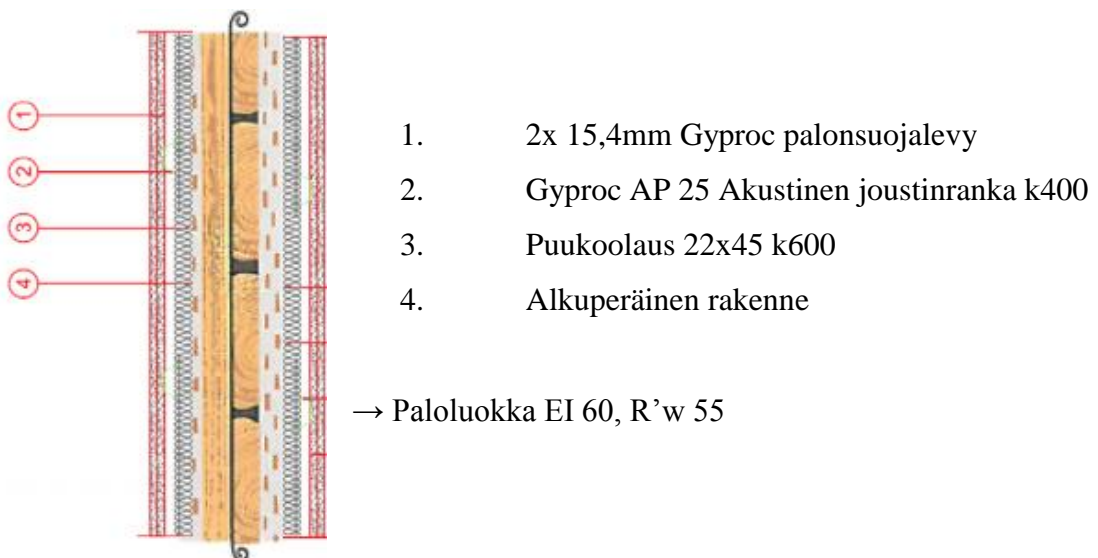 1
2
3
4
1. 2x 15,4mm Gyproc palonsuojalevy
2. Gyproc AP 25 Akustinen joustinranka k400
3. Puukoolaus 22x45 k600
4. Alkuperäinen rakenne
→ Paloluokka EI 60, R’w 55